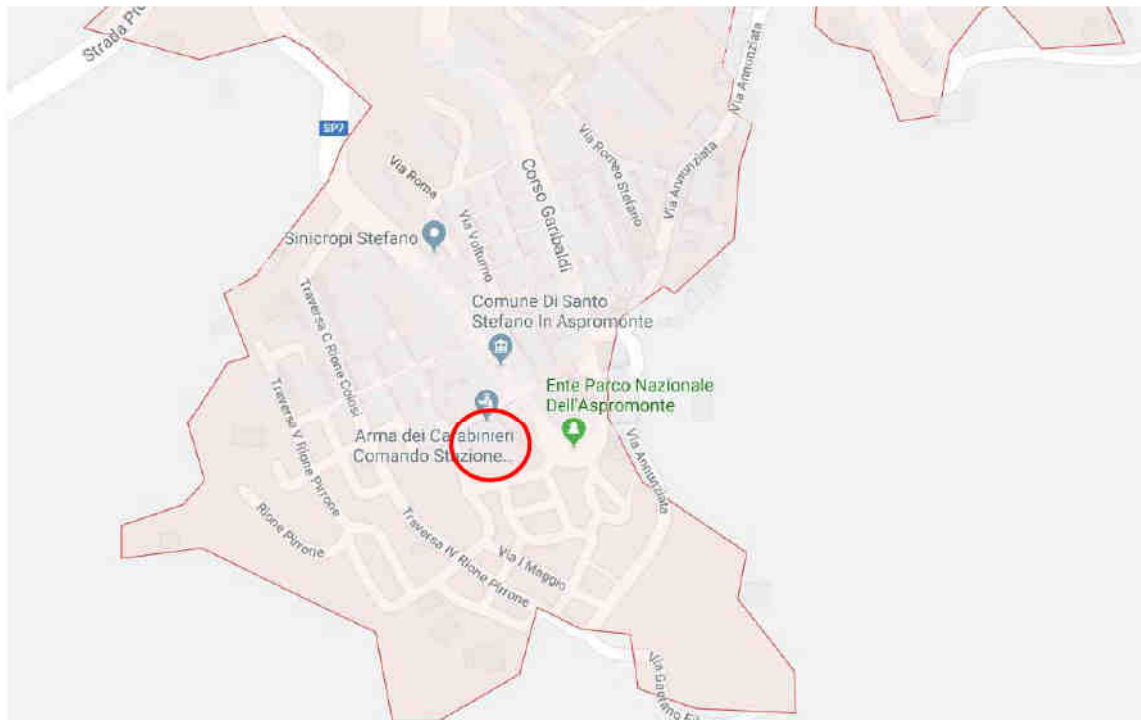 Strada Pro
Via Annunziata
SP7
Via Roma
Via Volturno
Corso Garibaldi
Via Romeo Stefano
Via Annunziata
Sinicropi Stefano
Comune Di Santo
Stefano In Aspromonte
Traversa C Rione Colosi
Traversa V Rione Pirrone
Ente Parco Nazionale
Dell'Aspromonte
Arma dei Carabinieri
Comando Stazione...
Via Annunziata
Rione Pirrone
Traversa IV Rione Pirrone
Via I Maggio
Via Gaetano